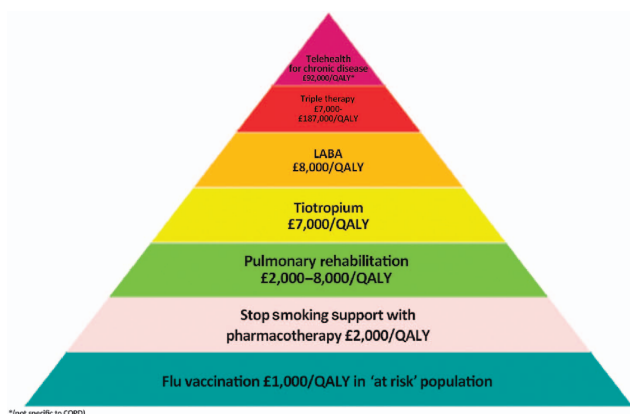 Telehealth
for chronic disease
£92,000/QALY*
Triple therapy
£7,000-
£187,000/QALY
LABA
£8,000/QALY
Tiotropium
£7,000/QALY
Pulmonary rehabilitation
£2,000–8,000/QALY
Stop smoking support with
pharmacotherapy £2,000/QALY
Flu vaccination £1,000/QALY in ‘at risk’ population
*(not specific to COPD)